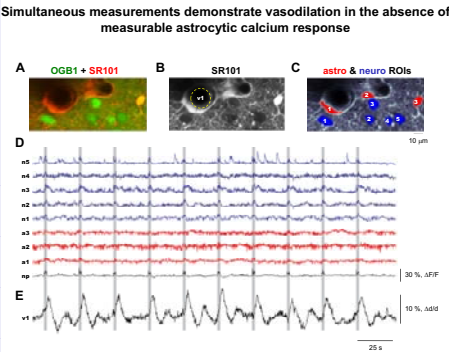 Simultaneous measurements demonstrate vasodilation in the absence of
measurable astrocytic calcium response
A OGB1 + SR101
B SR101
C astro & neuro ROIs
v1
1
2
3
3
1
2
4
5
10 μm
D
n5
n4
n3
n2
n1
a3
a2
a1
np
30 %, ΔF/F
E
v1
10 %, Δd/d
25 s